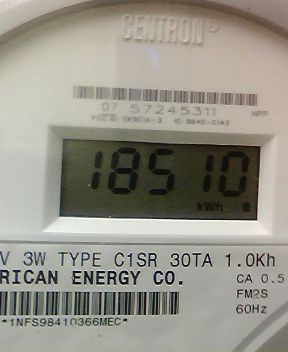 CENTRON®
07 57245311 HPP
18510
kWh
V 3W TYPE C1SR 30TA 1.0Kh
RICAN ENERGY CO.
CA 0.5
FM2S
60Hz
*1NFS98410366MEC*